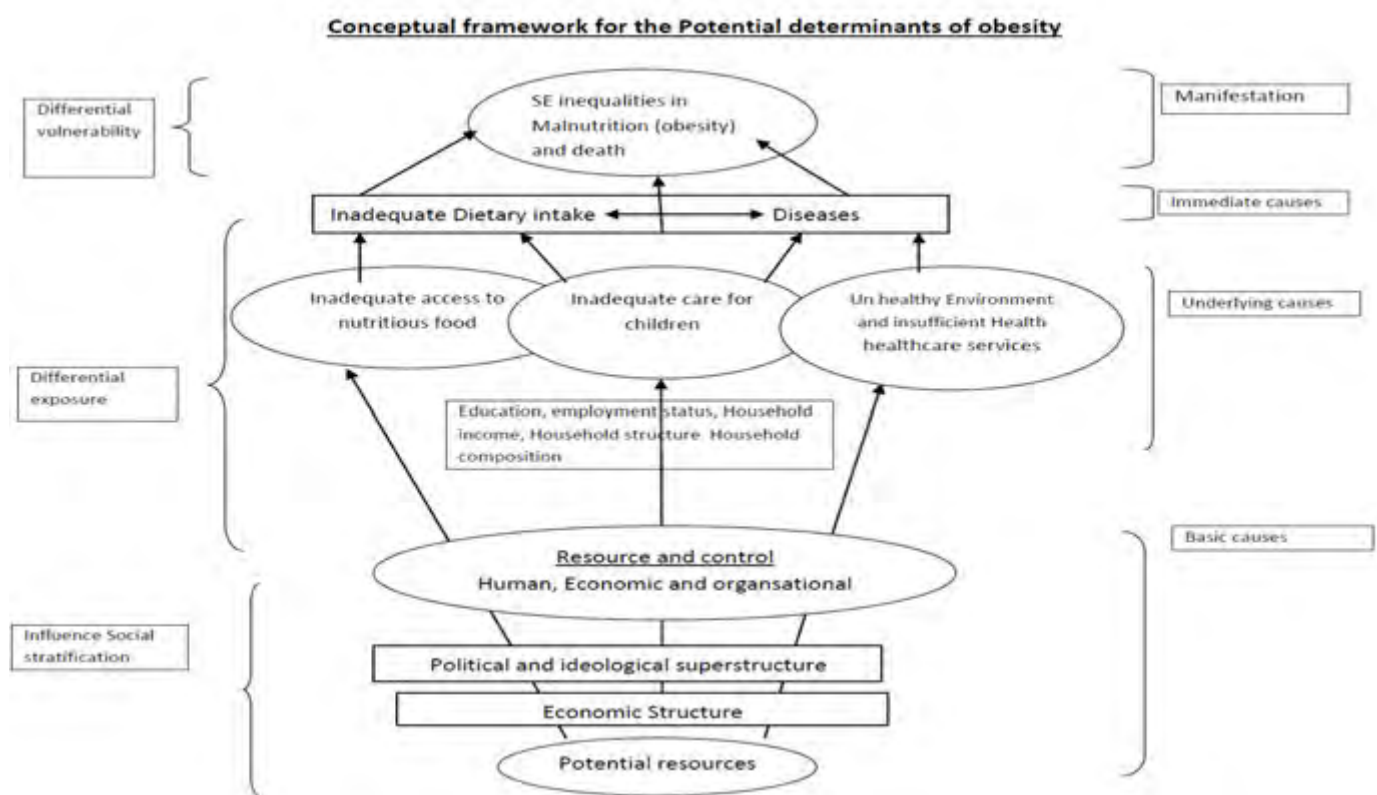 Conceptual framework for the Potential determinants of obesity
Differential
vulnerability
SE inequalities in
Malnutrition (obesity)
and death
Manifestation
Inadequate Dietary intake
Diseases
Immediate causes
Inadequate access to
nutritious food
Inadequate care for
children
Un healthy Environment
and insufficient Health
healthcare services
Underlying causes
Differential
exposure
Education, employment status, Household
income, Household structure. Household
composition
Basic causes
Resource and control
Human, Economic and organsational
Influence Social
stratification
Political and ideological superstructure
Economic Structure
Potential resources